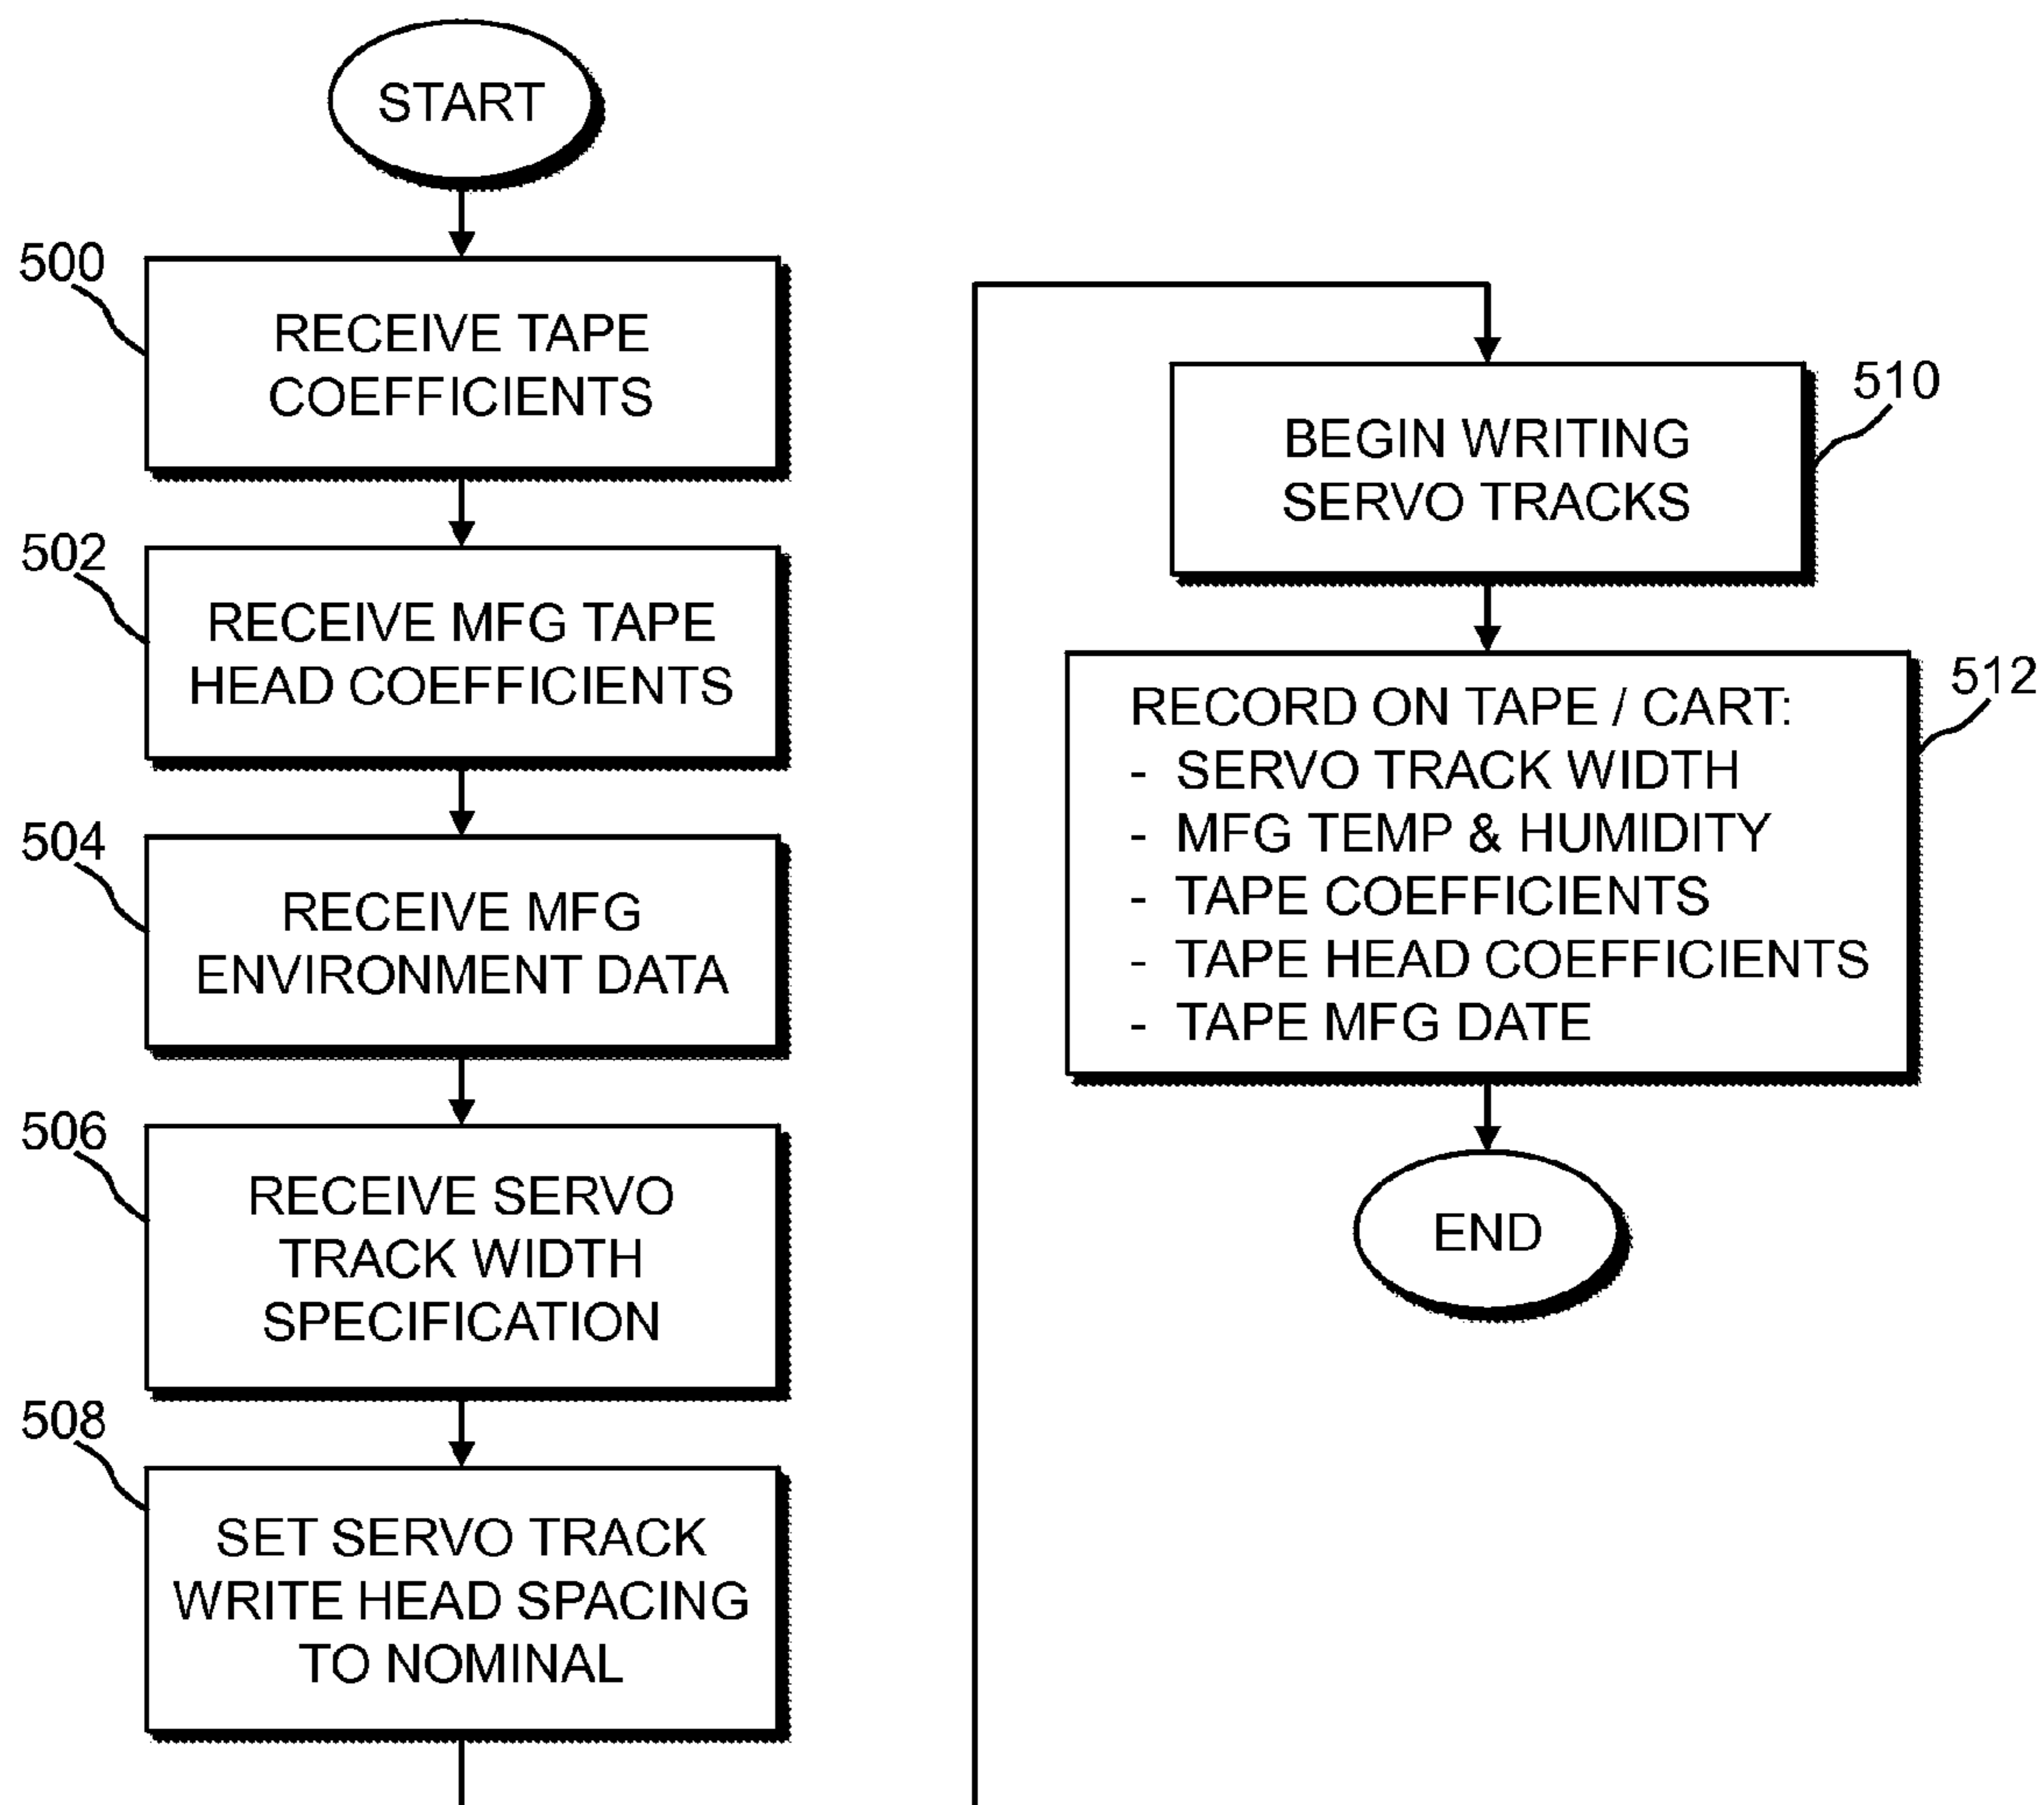 START
500
RECEIVE TAPE
COEFFICIENTS
502
RECEIVE MFG TAPE
HEAD COEFFICIENTS
504
RECEIVE MFG
ENVIRONMENT DATA
506
RECEIVE SERVO
TRACK WIDTH
SPECIFICATION
508
SET SERVO TRACK
WRITE HEAD SPACING
TO NOMINAL
510
BEGIN WRITING
SERVO TRACKS
512
RECORD ON TAPE / CART:
- SERVO TRACK WIDTH
- MFG TEMP & HUMIDITY
- TAPE COEFFICIENTS
- TAPE HEAD COEFFICIENTS
- TAPE MFG DATE
END